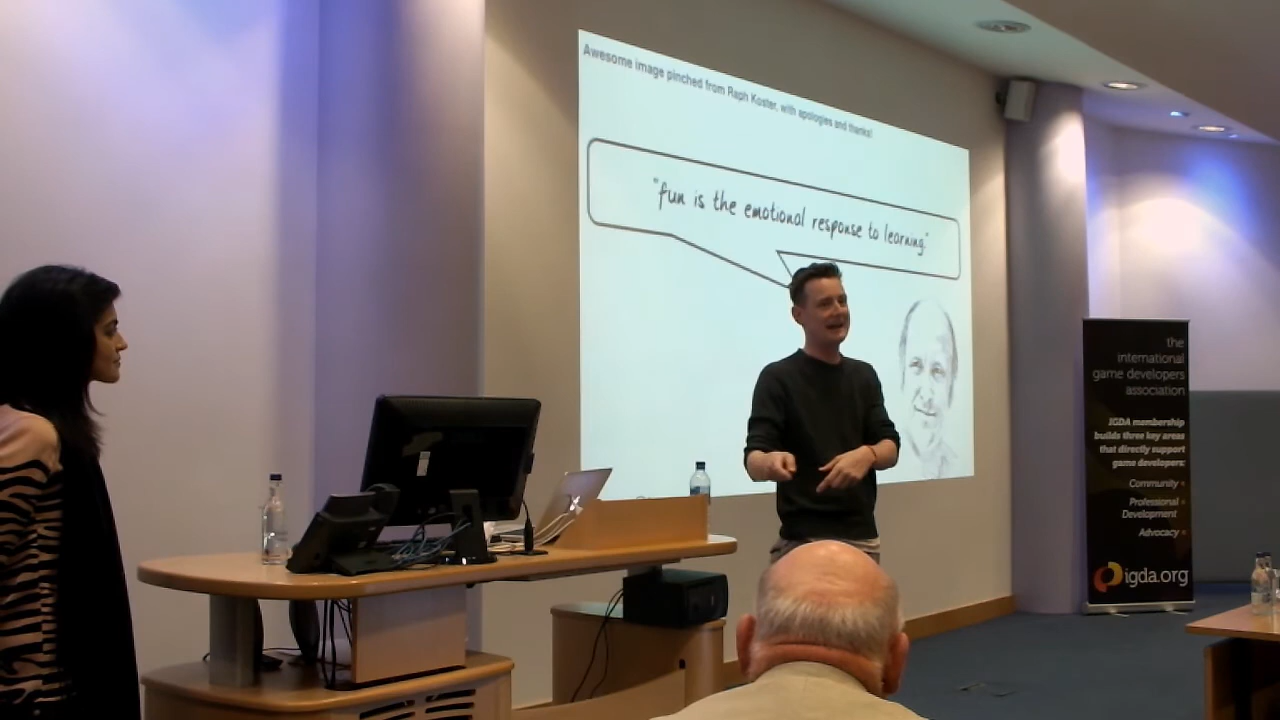 Awesome image pinched from Raph Koster, with apologies and thanks!
"fun is the emotional response to learning."
the
international
game developers
association
IGDA membership
builds three key areas
that directly support
game developers:
Community
Professional
Development
Advocacy
igda.org